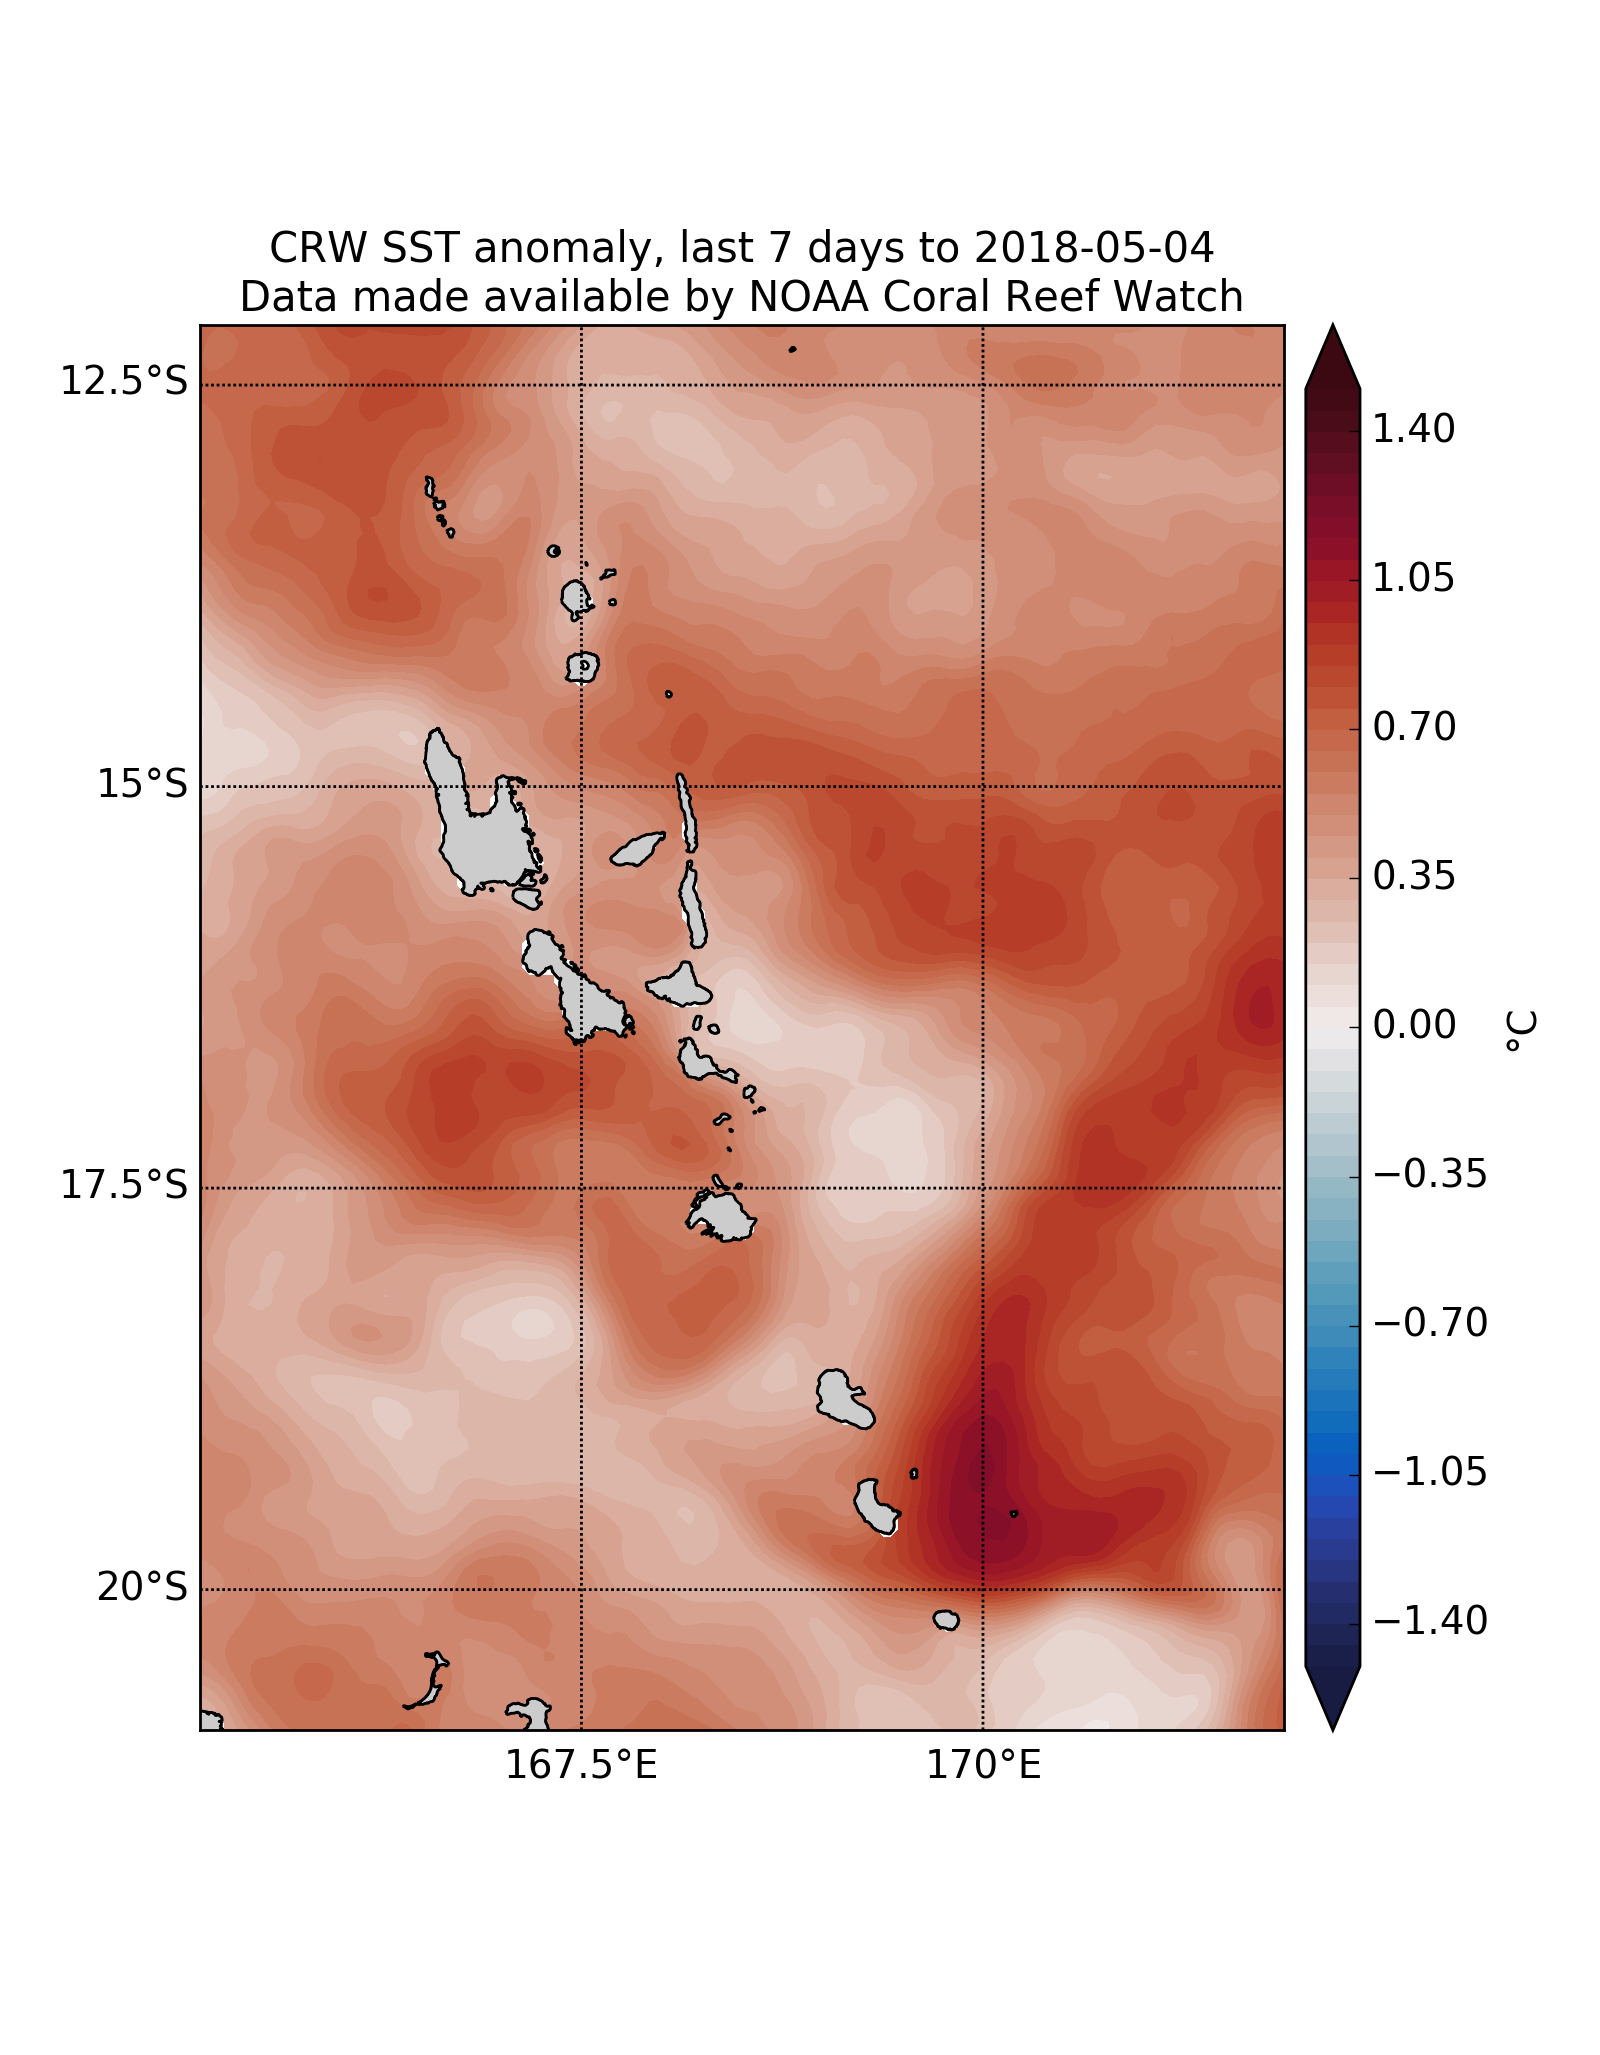 CRW SST anomaly, last 7 days to 2018-05-04
Data made available by NOAA Coral Reef Watch
12.5°S
15°S
17.5°S
20°S
167.5°E
170°E
1.40
1.05
0.70
0.35
0.00
−0.35
−0.70
−1.05
−1.40
°C